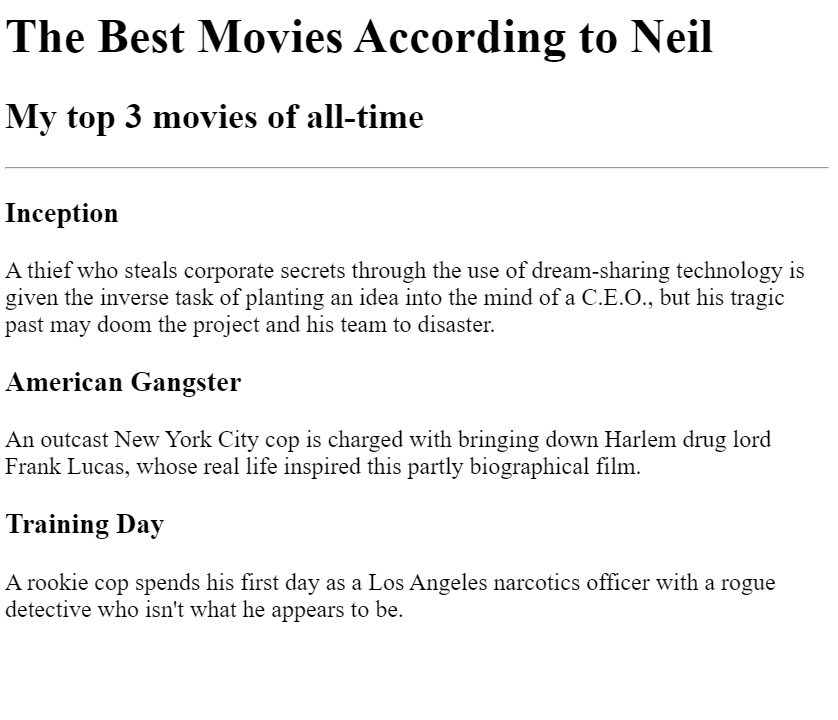 The Best Movies According to Neil
My top 3 movies of all-time
Inception
A thief who steals corporate secrets through the use of dream-sharing technology is
given the inverse task of planting an idea into the mind of a C.E.O., but his tragic
past may doom the project and his team to disaster.
American Gangster
An outcast New York City cop is charged with bringing down Harlem drug lord
Frank Lucas, whose real life inspired this partly biographical film.
Training Day
A rookie cop spends his first day as a Los Angeles narcotics officer with a rogue
detective who isn't what he appears to be.